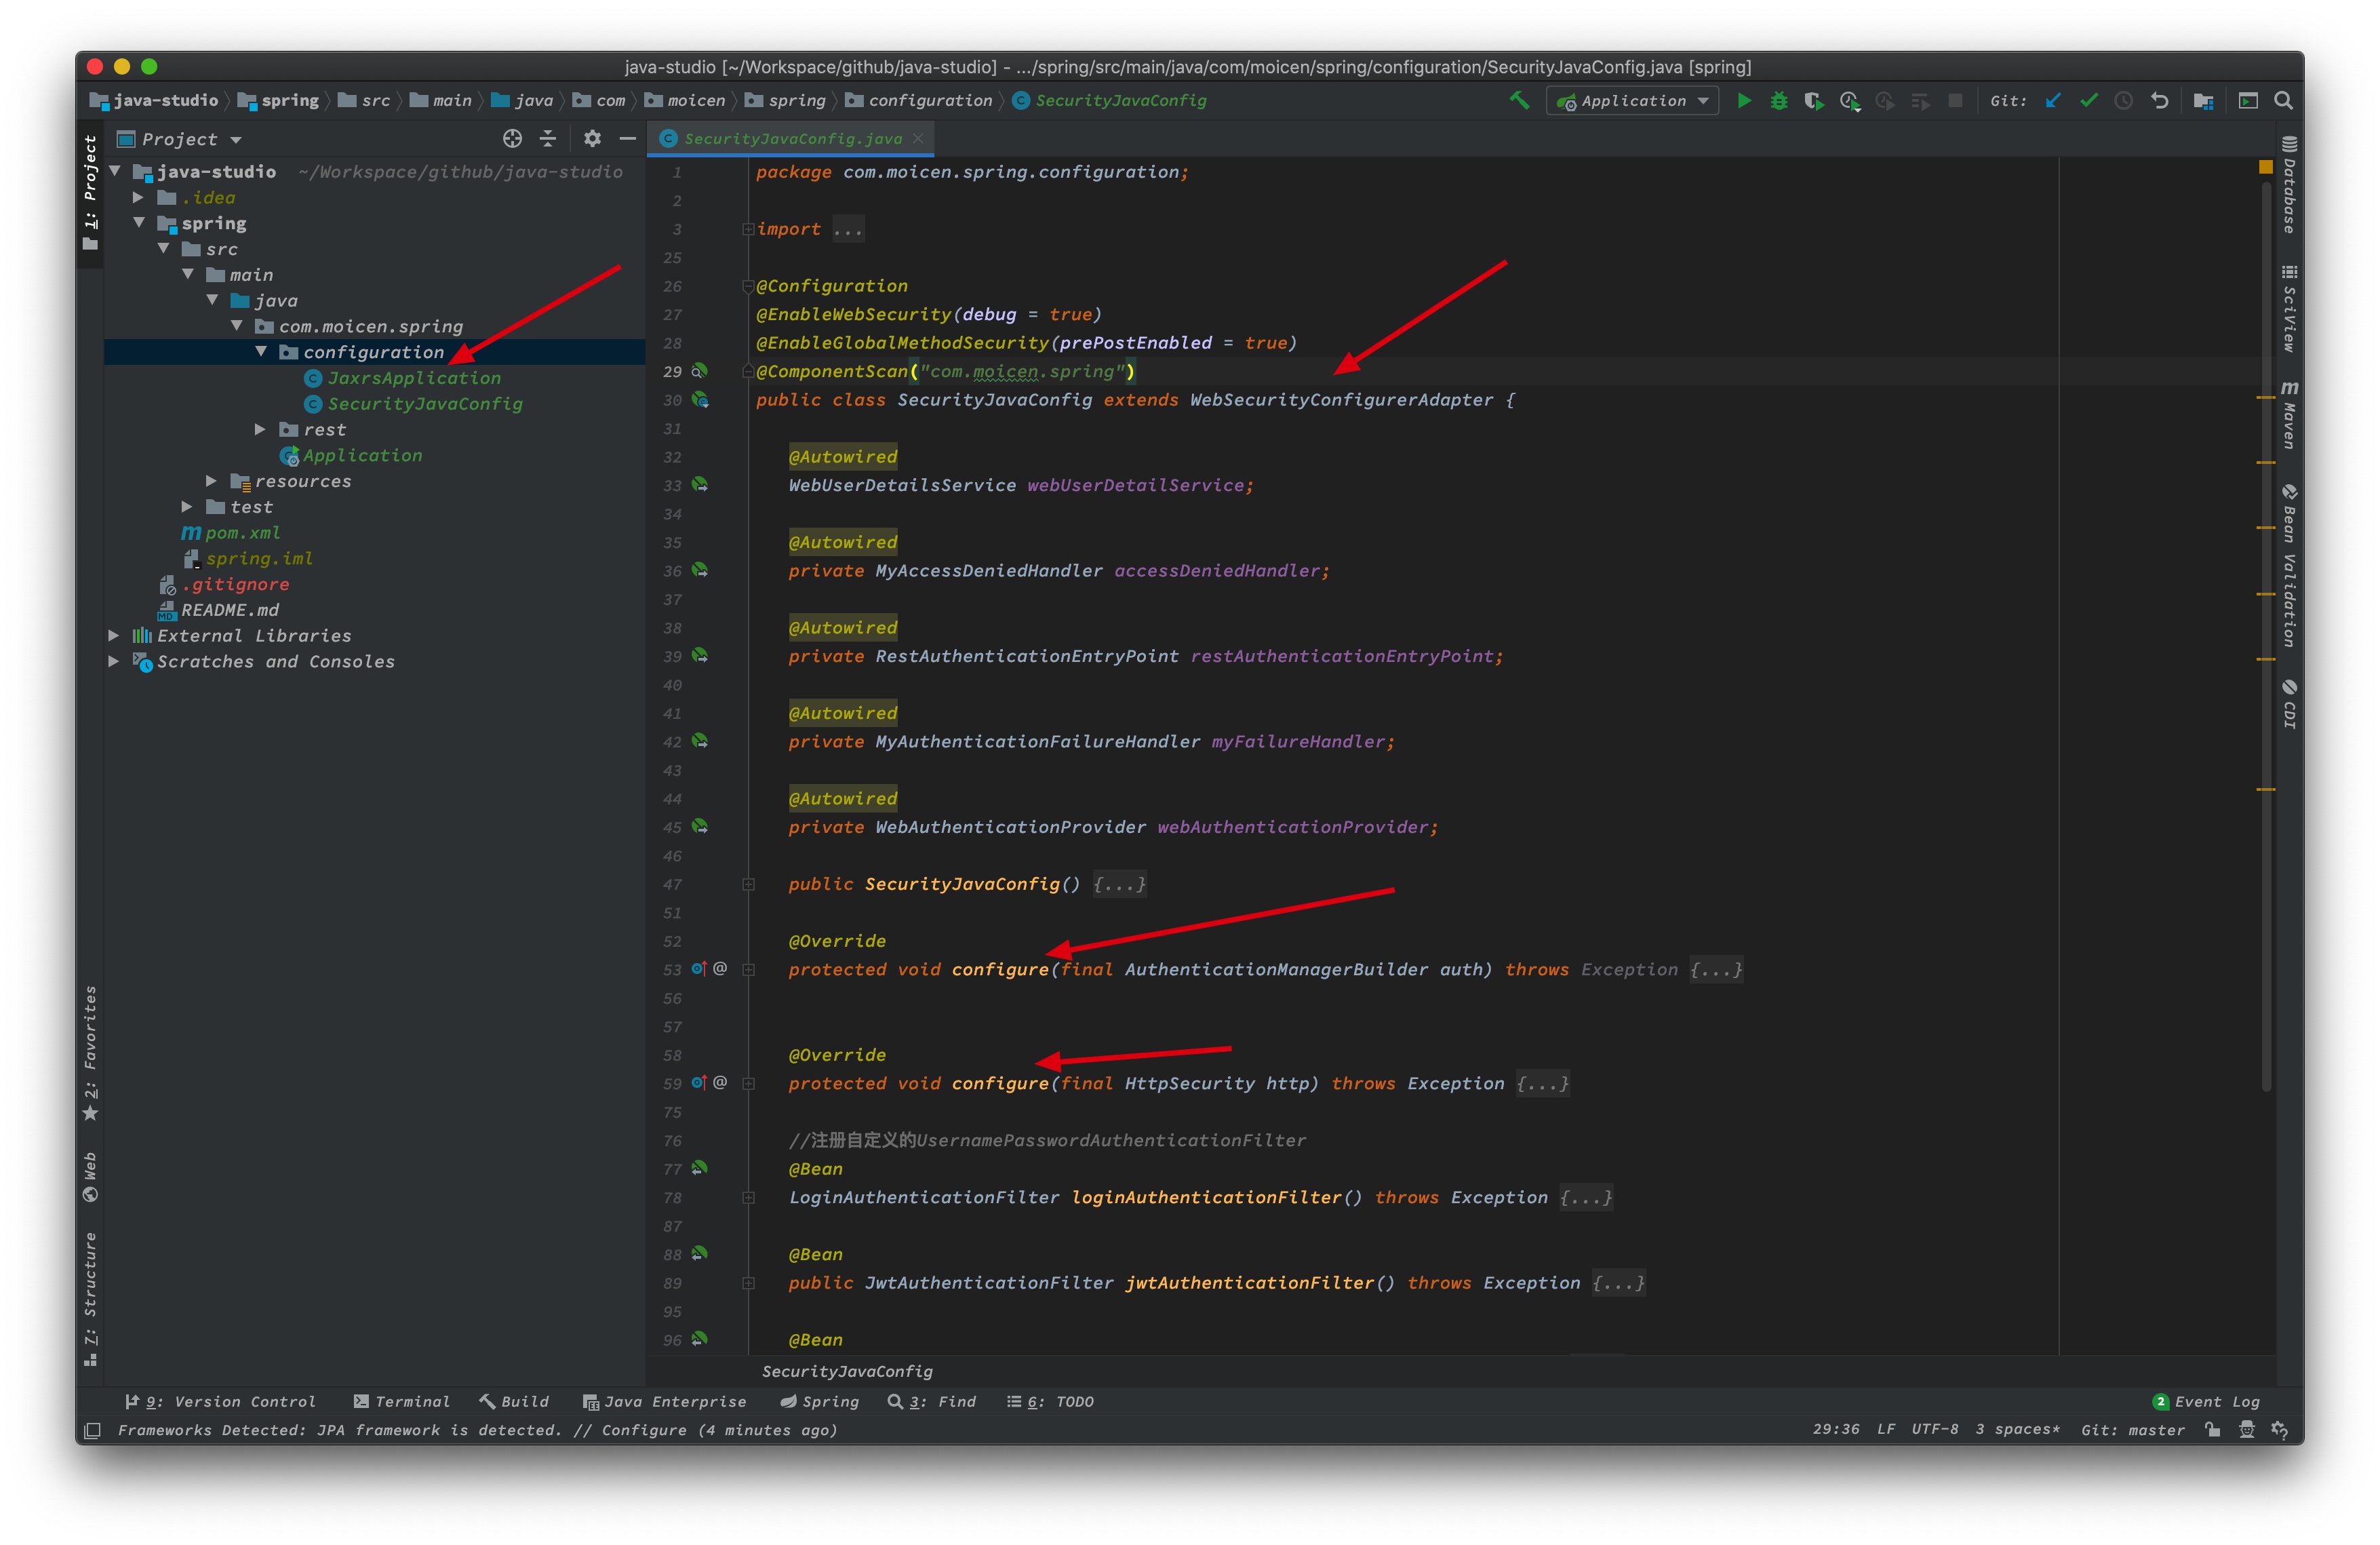 java-studio [~/Workspace/github/java-studio] - .../spring/src/main/java/com/moicen/spring/configuration/SecurityJavaConfig.java [spring]
java-studio spring src main java com moicen spring configuration SecurityJavaConfig Application Git:
Project
SecurityJavaConfig.java
1: Project
java-studio ~/Workspace/github/java-studio
.idea
spring
src
main
java
com.moicen.spring
configuration
JaxrsApplication
SecurityJavaConfig
rest
Application
resources
test
pom.xml
spring.iml
.gitignore
README.md
External Libraries
Scratches and Consoles
2: Favorites
Web
7: Structure
1 package com.moicen.spring.configuration;
2
3 import ...
25
26 @Configuration
27 @EnableWebSecurity(debug = true)
28 @EnableGlobalMethodSecurity(prePostEnabled = true)
29 @ComponentScan("com.moicen.spring")
30 public class SecurityJavaConfig extends WebSecurityConfigurerAdapter {
31
32 @Autowired
33 WebUserDetailsService webUserDetailService;
34
35 @Autowired
36 private MyAccessDeniedHandler accessDeniedHandler;
37
38 @Autowired
39 private RestAuthenticationEntryPoint restAuthenticationEntryPoint;
40
41 @Autowired
42 private MyAuthenticationFailureHandler myFailureHandler;
43
44 @Autowired
45 private WebAuthenticationProvider webAuthenticationProvider;
46
47 public SecurityJavaConfig() {...}
51
52 @Override
53 @ protected void configure(final AuthenticationManagerBuilder auth) throws Exception {...}
56
57
58 @Override
59 @ protected void configure(final HttpSecurity http) throws Exception {...}
75
76 //注册自定义的UsernamePasswordAuthenticationFilter
77 @Bean
78 LoginAuthenticationFilter loginAuthenticationFilter() throws Exception {...}
87
88 @Bean
89 public JwtAuthenticationFilter jwtAuthenticationFilter() throws Exception {...}
95
96 @Bean
SecurityJavaConfig
Database
SciView
Maven
Bean Validation
CDI
9: Version Control Terminal Build Java Enterprise Spring 3: Find 6: TODO 2 Event Log
Frameworks Detected: JPA framework is detected. // Configure (4 minutes ago) 29:36 LF UTF-8 3 spaces* Git: master